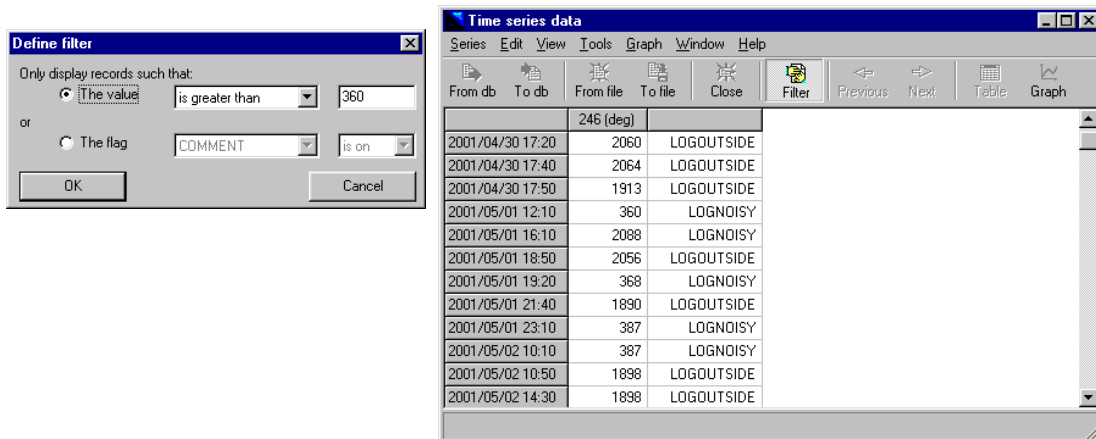 Define filter
Only display records such that:
The value is greater than 360
or
The flag COMMENT is on
OK Cancel
Time series data
Series Edit View Tools Graph Window Help
From db To db From file To file Close Filter Previous Next Table Graph
246 (deg)
2001/04/30 17:20 2060 LOGOUTSIDE
2001/04/30 17:40 2064 LOGOUTSIDE
2001/04/30 17:50 1913 LOGOUTSIDE
2001/05/01 12:10 360 LOGNOISY
2001/05/01 16:10 2088 LOGNOISY
2001/05/01 18:50 2056 LOGOUTSIDE
2001/05/01 19:20 368 LOGNOISY
2001/05/01 21:40 1890 LOGOUTSIDE
2001/05/01 23:10 387 LOGNOISY
2001/05/02 10:10 387 LOGNOISY
2001/05/02 10:50 1898 LOGOUTSIDE
2001/05/02 14:30 1898 LOGOUTSIDE